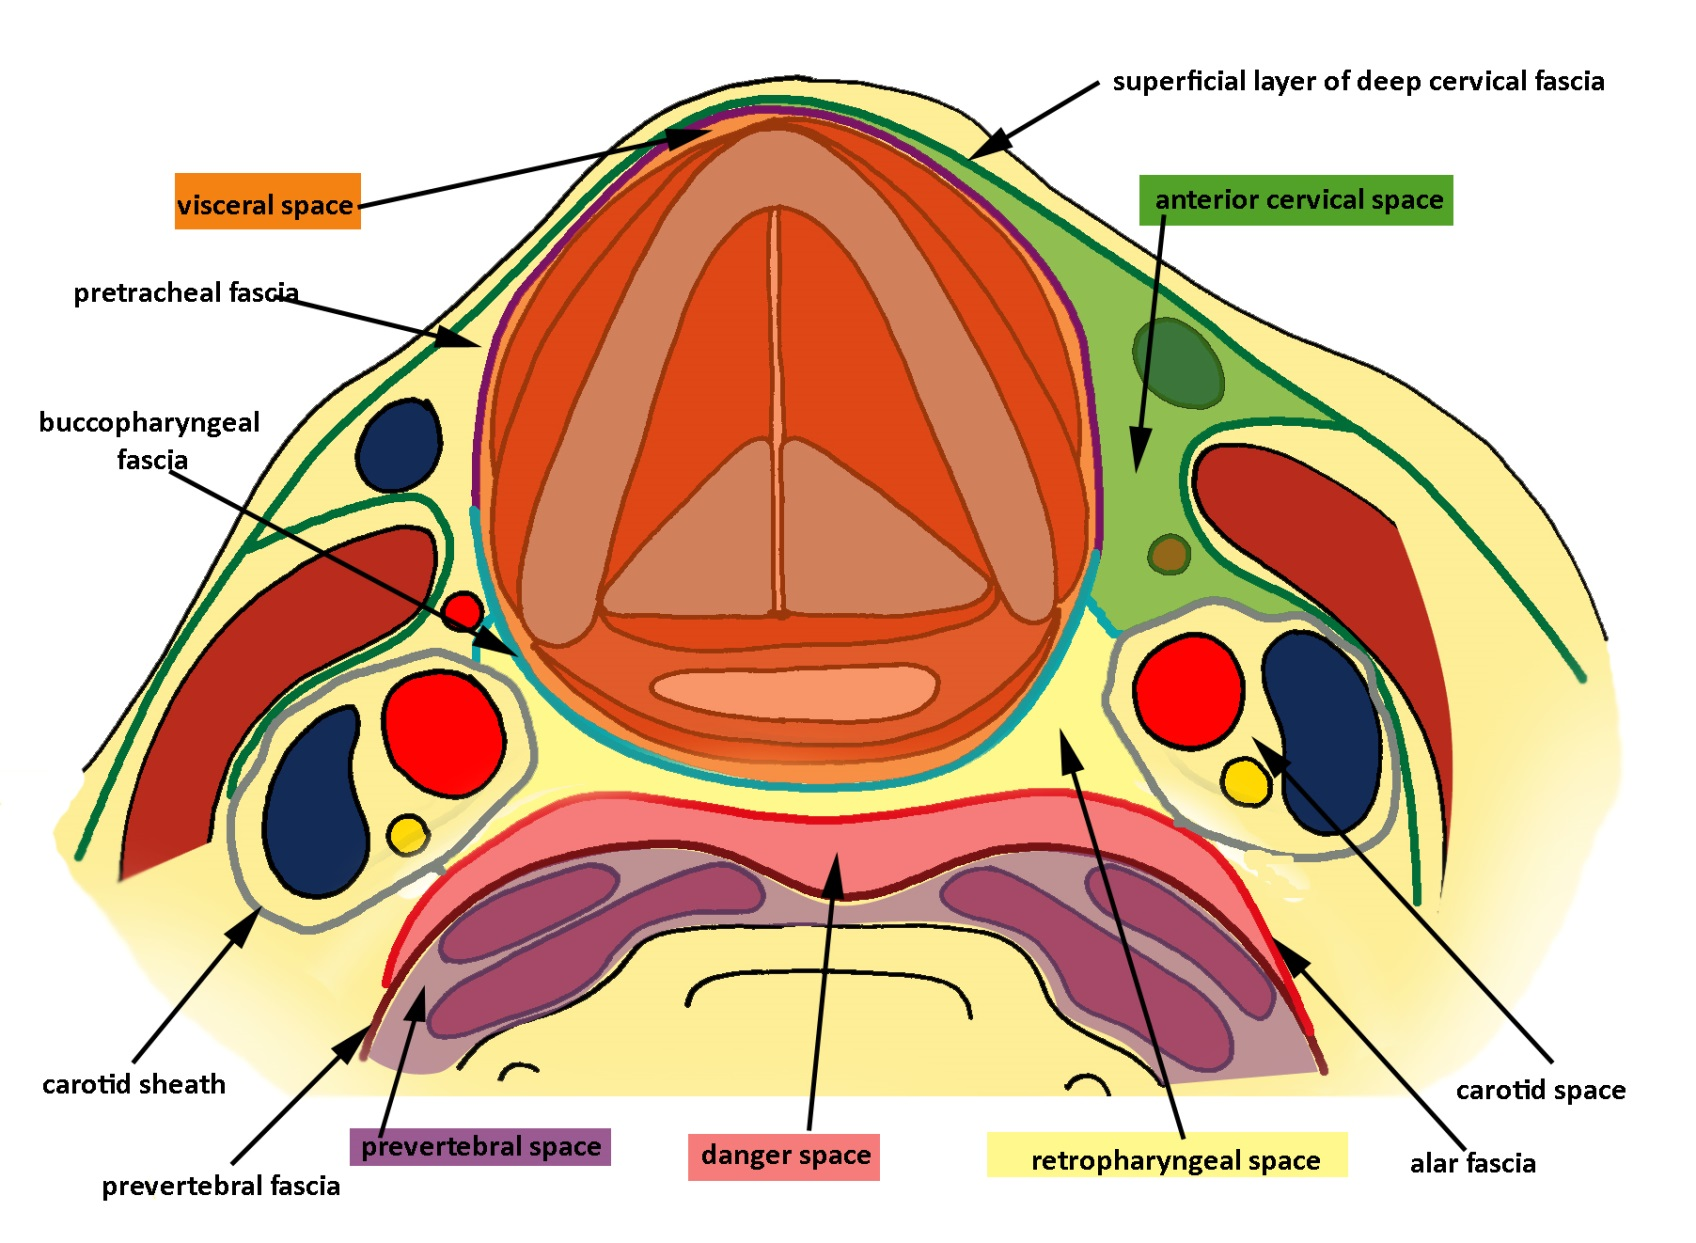 superficial layer of deep cervical fascia
visceral space
anterior cervical space
pretracheal fascia
buccopharyngeal
fascia
carotid sheath
carotid space
prevertebral space
danger space
retropharyngeal space
alar fascia
prevertebral fascia